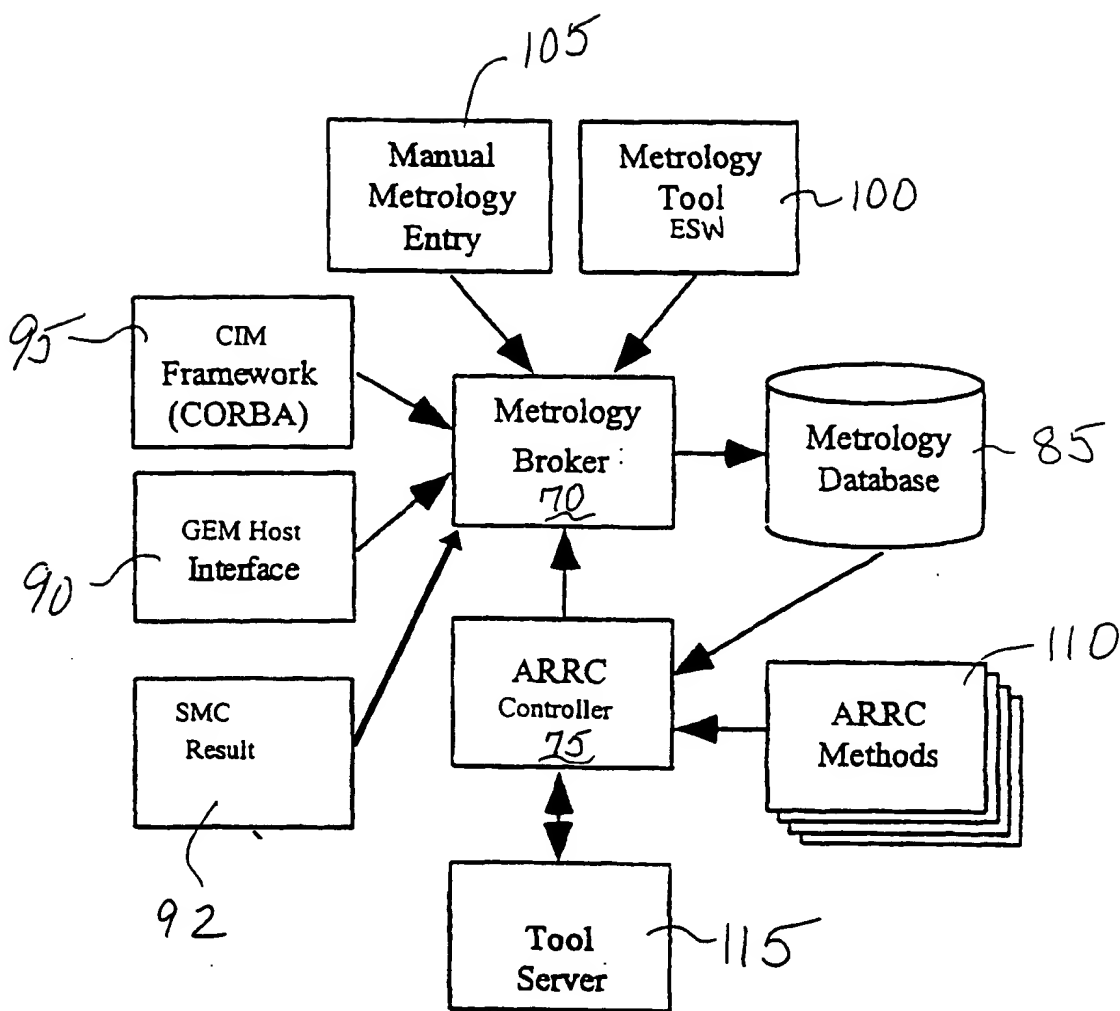 105
Manual
Metrology
Entry
Metrology
Tool
ESW
100
95
CIM
Framework
(CORBA)
Metrology
Broker
70
Metrology
Database
85
GEM Host
Interface
90
ARRC
Controller
75
110
ARRC
Methods
SMC
Result
92
Tool
Server
115